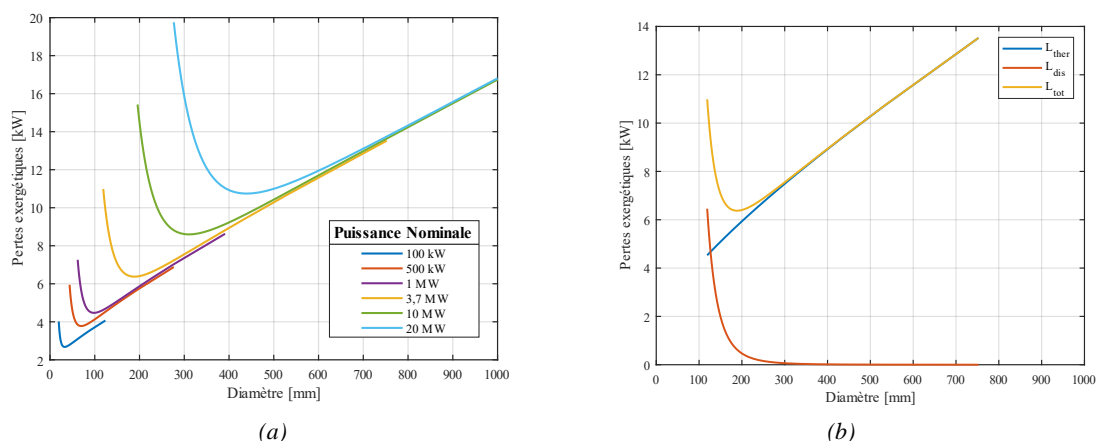 Pertes exergétiques [kW]
20
18
16
14
12
10
8
6
4
2
0 100 200 300 400 500 600 700 800 900 1000
Diamètre [mm]
Puissance Nominale
100 kW
500 kW
1 MW
3,7 MW
10 MW
20 MW
(a)
Pertes exergétiques [kW]
14
12
10
8
6
4
2
0
0 100 200 300 400 500 600 700 800 900 1000
Diamètre [mm]
L_ther
L_dis
L_tot
(b)